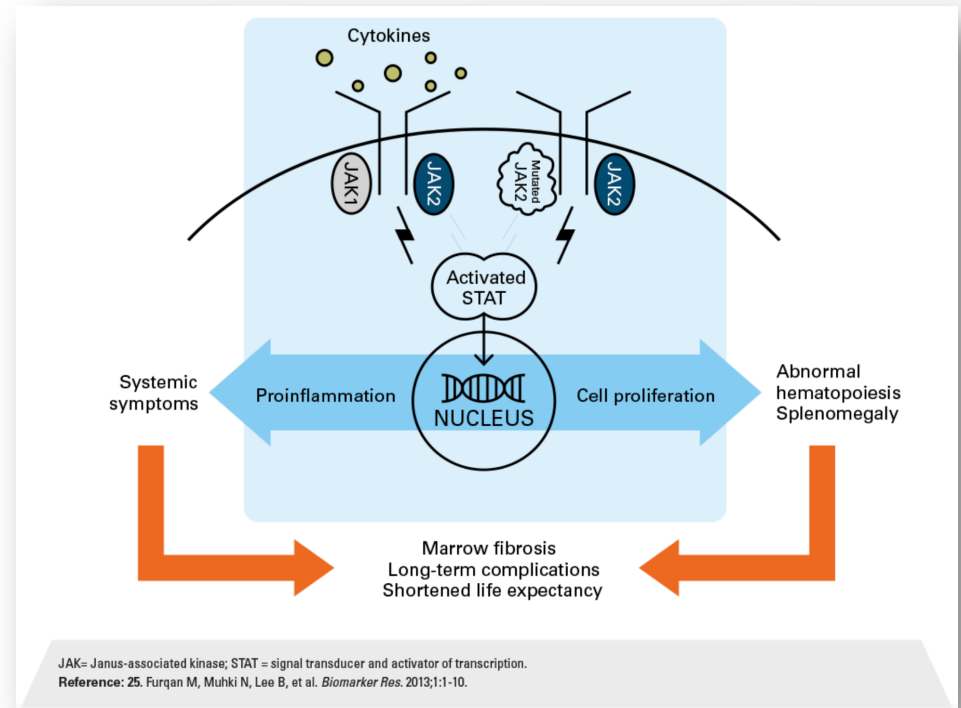 Cytokines
JAK1
JAK2
Mutated
JAK2
JAK2
Activated
STAT
Systemic
symptoms
Proinflammation
NUCLEUS
Cell proliferation
Abnormal
hematopoiesis
Splenomegaly
Marrow fibrosis
Long-term complications
Shortened life expectancy
JAK= Janus-associated kinase; STAT = signal transducer and activator of transcription.
Reference: 25. Furqan M, Muhki N, Lee B, et al. Biomarker Res. 2013;1:1-10.